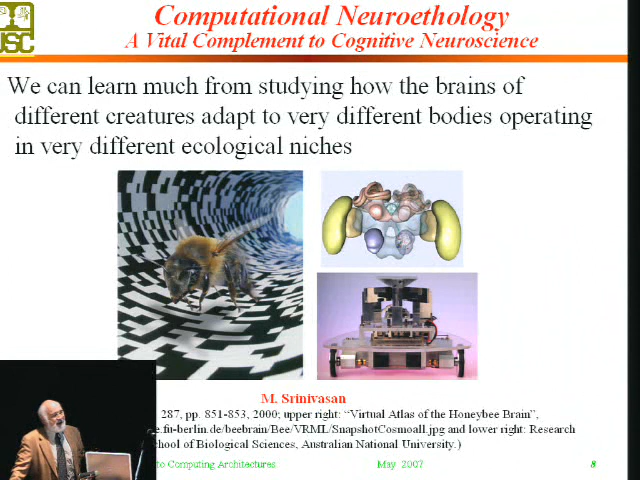 USC
Computational Neuroethology
A Vital Complement to Cognitive Neuroscience
We can learn much from studying how the brains of
different creatures adapt to very different bodies operating
in very different ecological niches
M. Srinivasan
287, pp. 851-853, 2000; upper right: “Virtual Atlas of the Honeybee Brain”,
e.fu-berlin.de/beebrain/Bee/VRML/SnapshotCosmoall.jpg and lower right: Research
School of Biological Sciences, Australian National University.)
to Computing Architectures
May 2007
8